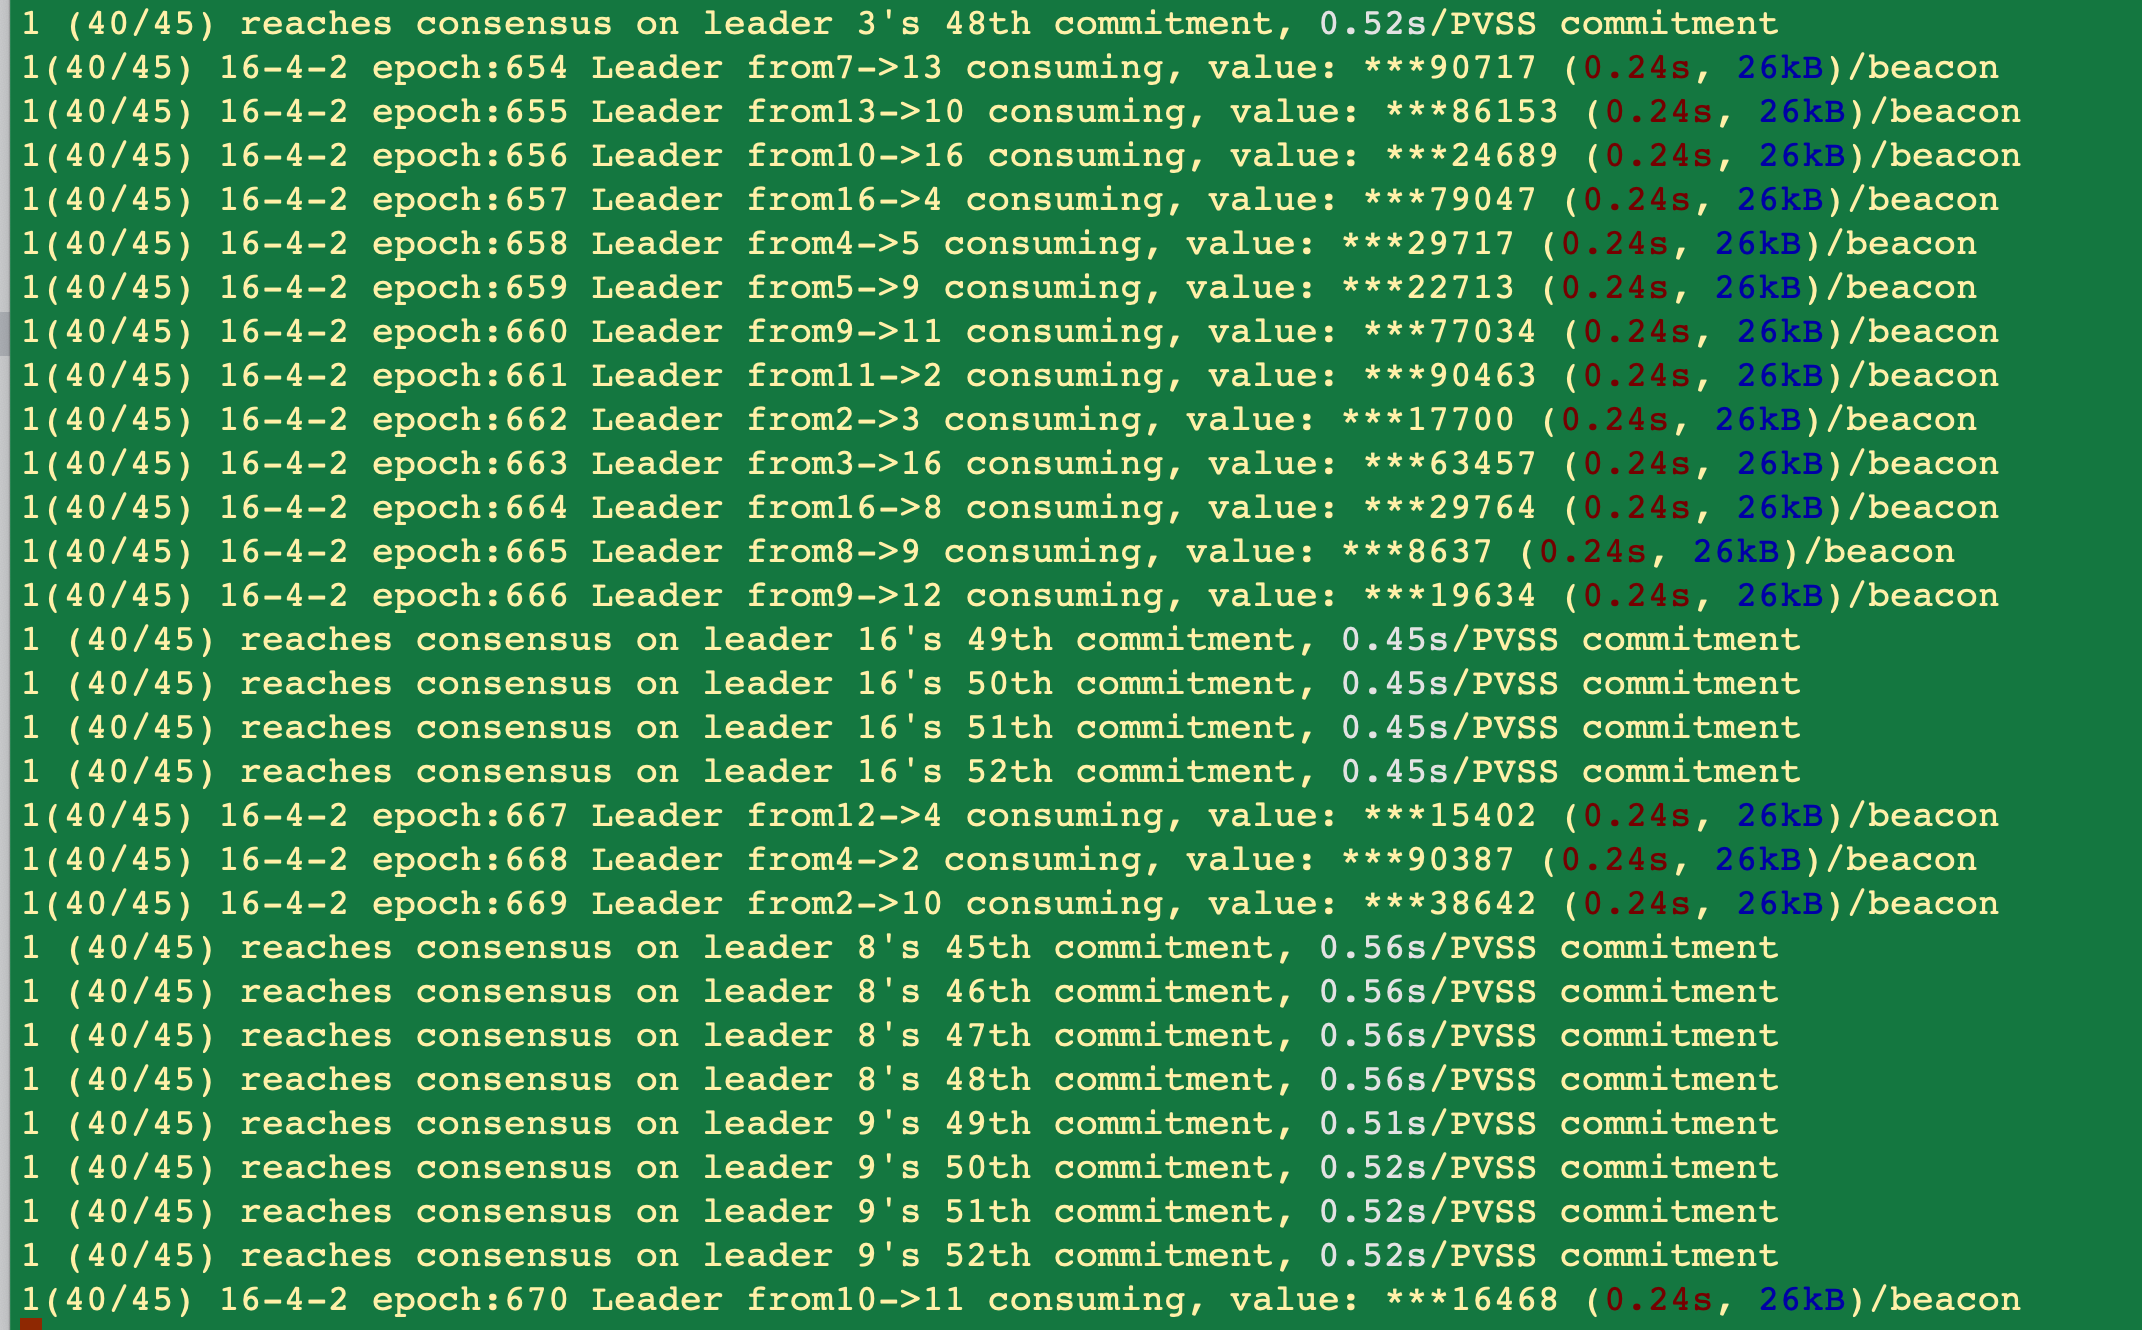 1 (40/45) reaches consensus on leader 3's 48th commitment, 0.52s/PVSS commitment
1(40/45) 16-4-2 epoch:654 Leader from7->13 consuming, value: ***90717 (0.24s, 26kB)/beacon
1(40/45) 16-4-2 epoch:655 Leader from13->10 consuming, value: ***86153 (0.24s, 26kB)/beacon
1(40/45) 16-4-2 epoch:656 Leader from10->16 consuming, value: ***24689 (0.24s, 26kB)/beacon
1(40/45) 16-4-2 epoch:657 Leader from16->4 consuming, value: ***79047 (0.24s, 26kB)/beacon
1(40/45) 16-4-2 epoch:658 Leader from4->5 consuming, value: ***29717 (0.24s, 26kB)/beacon
1(40/45) 16-4-2 epoch:659 Leader from5->9 consuming, value: ***22713 (0.24s, 26kB)/beacon
1(40/45) 16-4-2 epoch:660 Leader from9->11 consuming, value: ***77034 (0.24s, 26kB)/beacon
1(40/45) 16-4-2 epoch:661 Leader from11->2 consuming, value: ***90463 (0.24s, 26kB)/beacon
1(40/45) 16-4-2 epoch:662 Leader from2->3 consuming, value: ***17700 (0.24s, 26kB)/beacon
1(40/45) 16-4-2 epoch:663 Leader from3->16 consuming, value: ***63457 (0.24s, 26kB)/beacon
1(40/45) 16-4-2 epoch:664 Leader from16->8 consuming, value: ***29764 (0.24s, 26kB)/beacon
1(40/45) 16-4-2 epoch:665 Leader from8->9 consuming, value: ***8637 (0.24s, 26kB)/beacon
1(40/45) 16-4-2 epoch:666 Leader from9->12 consuming, value: ***19634 (0.24s, 26kB)/beacon
1 (40/45) reaches consensus on leader 16's 49th commitment, 0.45s/PVSS commitment
1 (40/45) reaches consensus on leader 16's 50th commitment, 0.45s/PVSS commitment
1 (40/45) reaches consensus on leader 16's 51th commitment, 0.45s/PVSS commitment
1 (40/45) reaches consensus on leader 16's 52th commitment, 0.45s/PVSS commitment
1(40/45) 16-4-2 epoch:667 Leader from12->4 consuming, value: ***15402 (0.24s, 26kB)/beacon
1(40/45) 16-4-2 epoch:668 Leader from4->2 consuming, value: ***90387 (0.24s, 26kB)/beacon
1(40/45) 16-4-2 epoch:669 Leader from2->10 consuming, value: ***38642 (0.24s, 26kB)/beacon
1 (40/45) reaches consensus on leader 8's 45th commitment, 0.56s/PVSS commitment
1 (40/45) reaches consensus on leader 8's 46th commitment, 0.56s/PVSS commitment
1 (40/45) reaches consensus on leader 8's 47th commitment, 0.56s/PVSS commitment
1 (40/45) reaches consensus on leader 8's 48th commitment, 0.56s/PVSS commitment
1 (40/45) reaches consensus on leader 9's 49th commitment, 0.51s/PVSS commitment
1 (40/45) reaches consensus on leader 9's 50th commitment, 0.52s/PVSS commitment
1 (40/45) reaches consensus on leader 9's 51th commitment, 0.52s/PVSS commitment
1 (40/45) reaches consensus on leader 9's 52th commitment, 0.52s/PVSS commitment
1(40/45) 16-4-2 epoch:670 Leader from10->11 consuming, value: ***16468 (0.24s, 26kB)/beacon